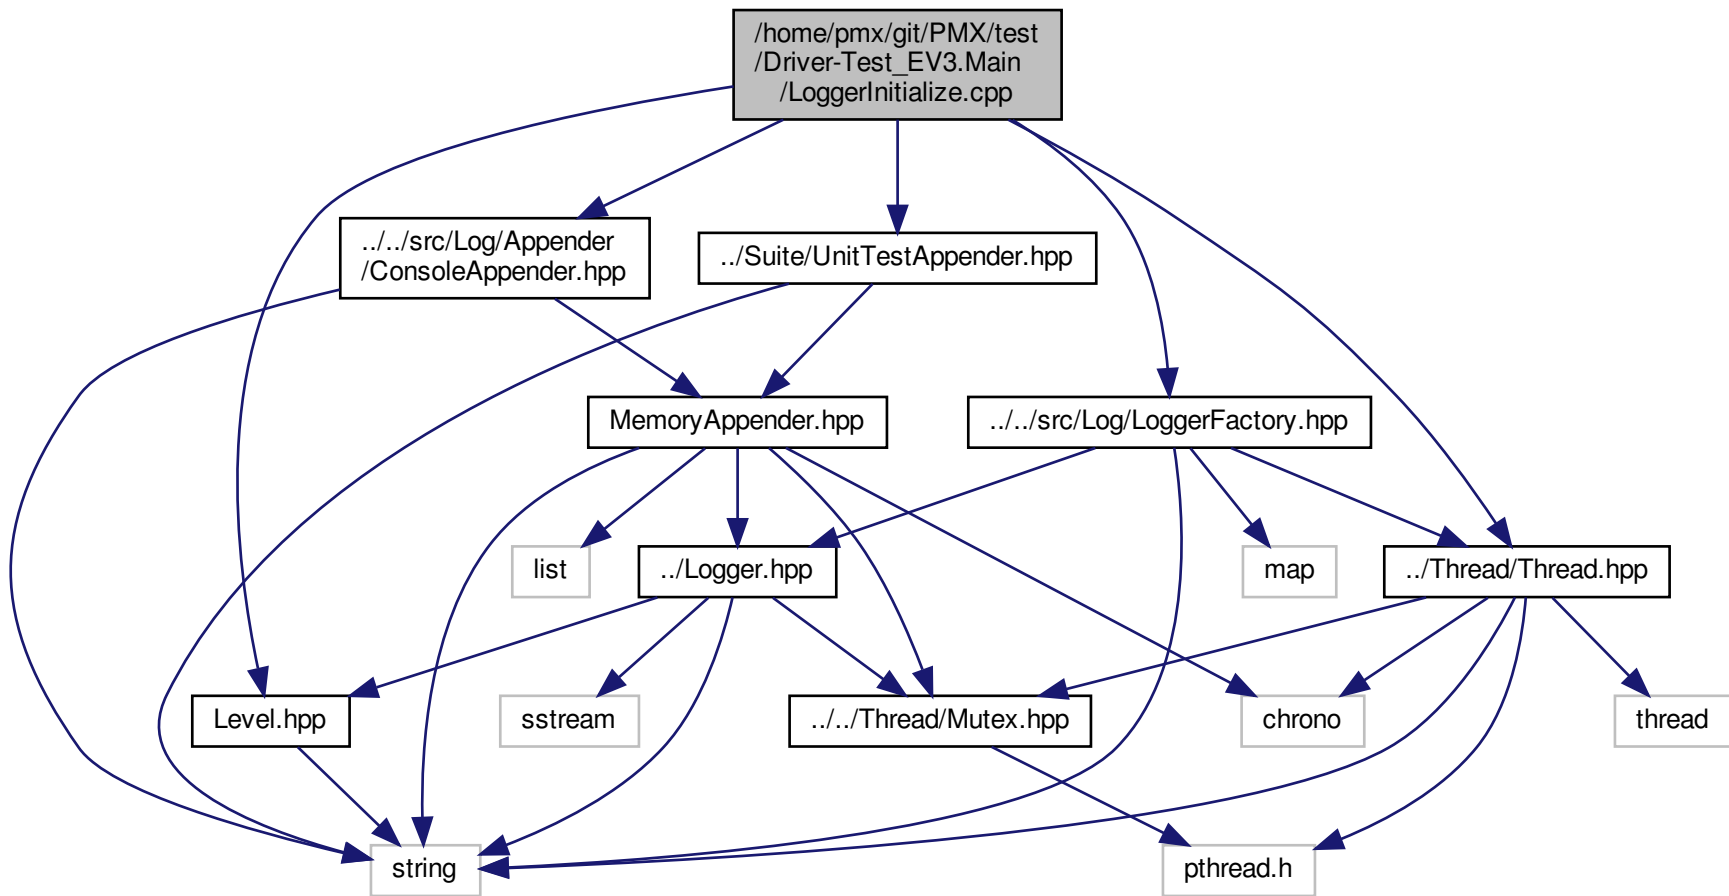 /home/pmx/git/PMX/test
/Driver-Test_EV3.Main
/LoggerInitialize.cpp
../../src/Log/Appender
/ConsoleAppender.hpp
../Suite/UnitTestAppender.hpp
MemoryAppender.hpp
../../src/Log/LoggerFactory.hpp
list
../Logger.hpp
map
../Thread/Thread.hpp
Level.hpp
sstream
../../Thread/Mutex.hpp
chrono
thread
string
pthread.h